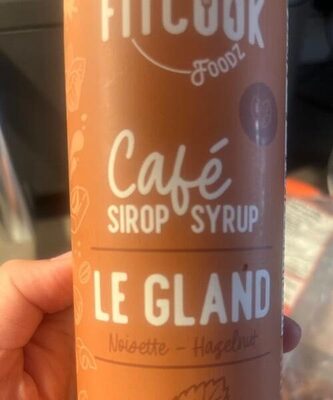 FITCOOK
FOODZ
Café
SIROP SYRUP
LE GLAND
Noisette - Hazelnut